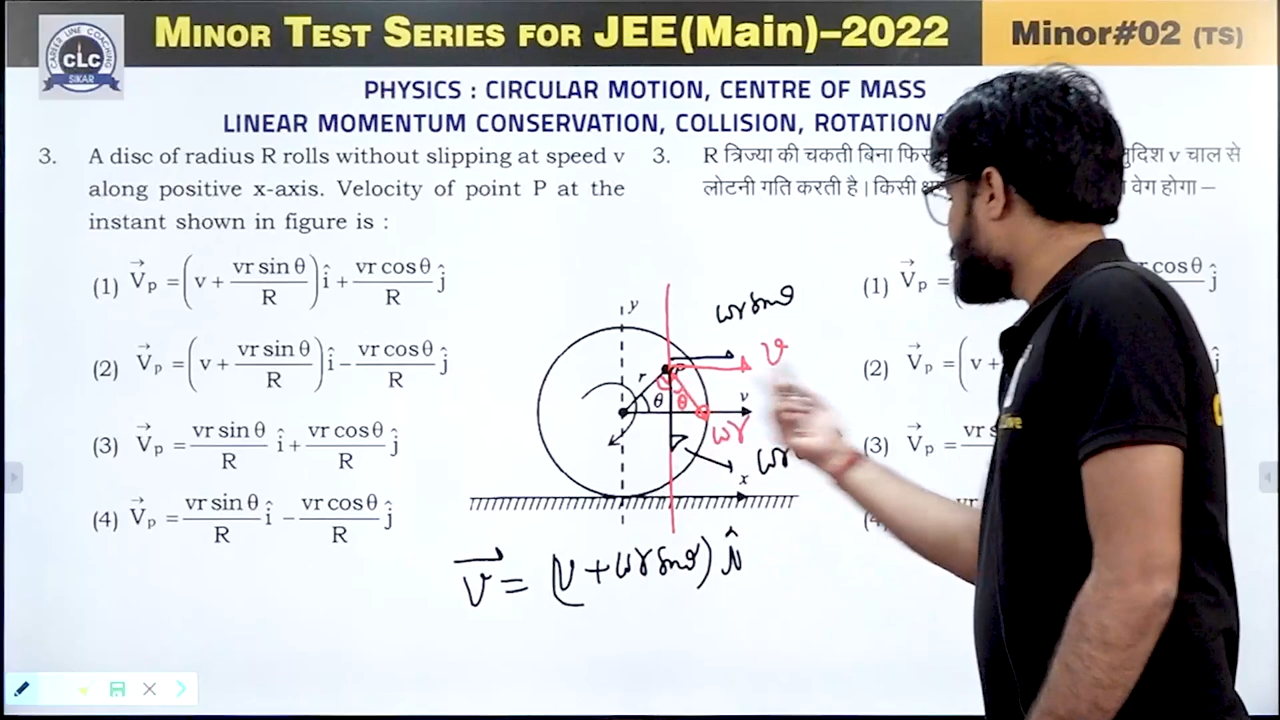 CAREER LINE COACHING
CLC
SIKAR
MINOR TEST SERIES FOR JEE(Main)–2022
Minor#02 (TS)
PHYSICS : CIRCULAR MOTION, CENTRE OF MASS
LINEAR MOMENTUM CONSERVATION, COLLISION,
3. A disc of radius R rolls without slipping at speed v
along positive x-axis. Velocity of point P at the
instant shown in figure is :
(1) V⃗p = (v + vr sin θ / R) î + vr cos θ / R ĵ
(2) V⃗p = (v + vr sin θ / R) î − vr cos θ / R ĵ
(3) V⃗p = vr sin θ / R î + vr cos θ / R ĵ
(4) V⃗p = vr sin θ / R î − vr cos θ / R ĵ
3. R त्रिज्या की चकती बिना
v चाल से
लोटनी गति करती है। किसी
वेग होगा –
(1) V⃗p =
r cos θ ĵ
(2) V⃗p = (v +
(3) V⃗p =
y
ωr sinθ
v
r
θ
θ
v
ωr
x
v⃗ = (v + ωr sinθ) î